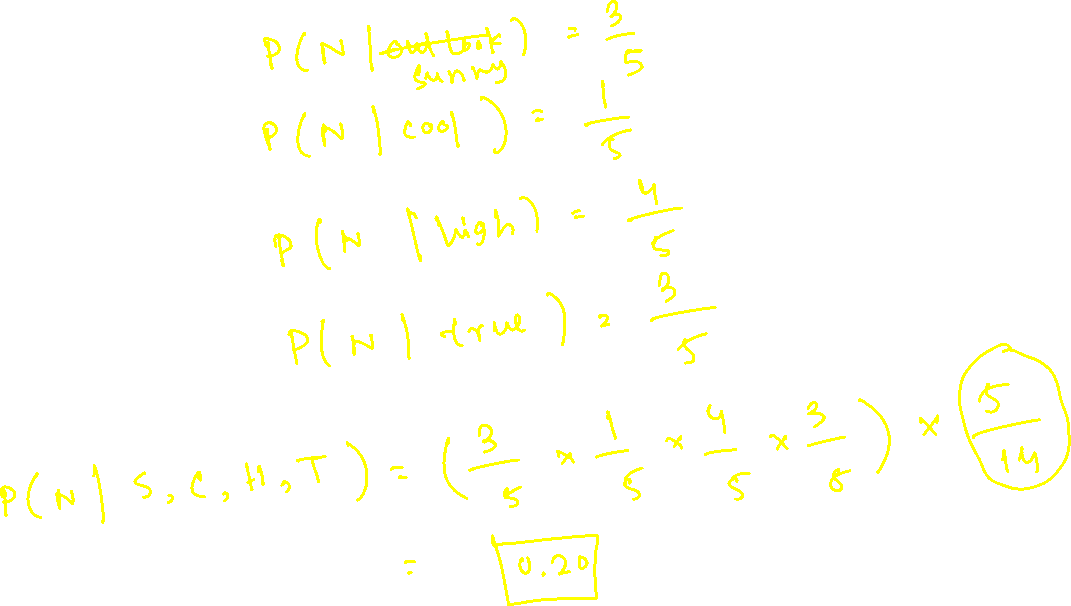 P(N | outlook) = 3/5
sunny
P(N | cool) = 1/5
P(N | high) = 4/5
P(N | true) = 3/5
P(N | S, C, H, T) = (3/5 × 1/5 × 4/5 × 3/5) × 5/14
= 0.20